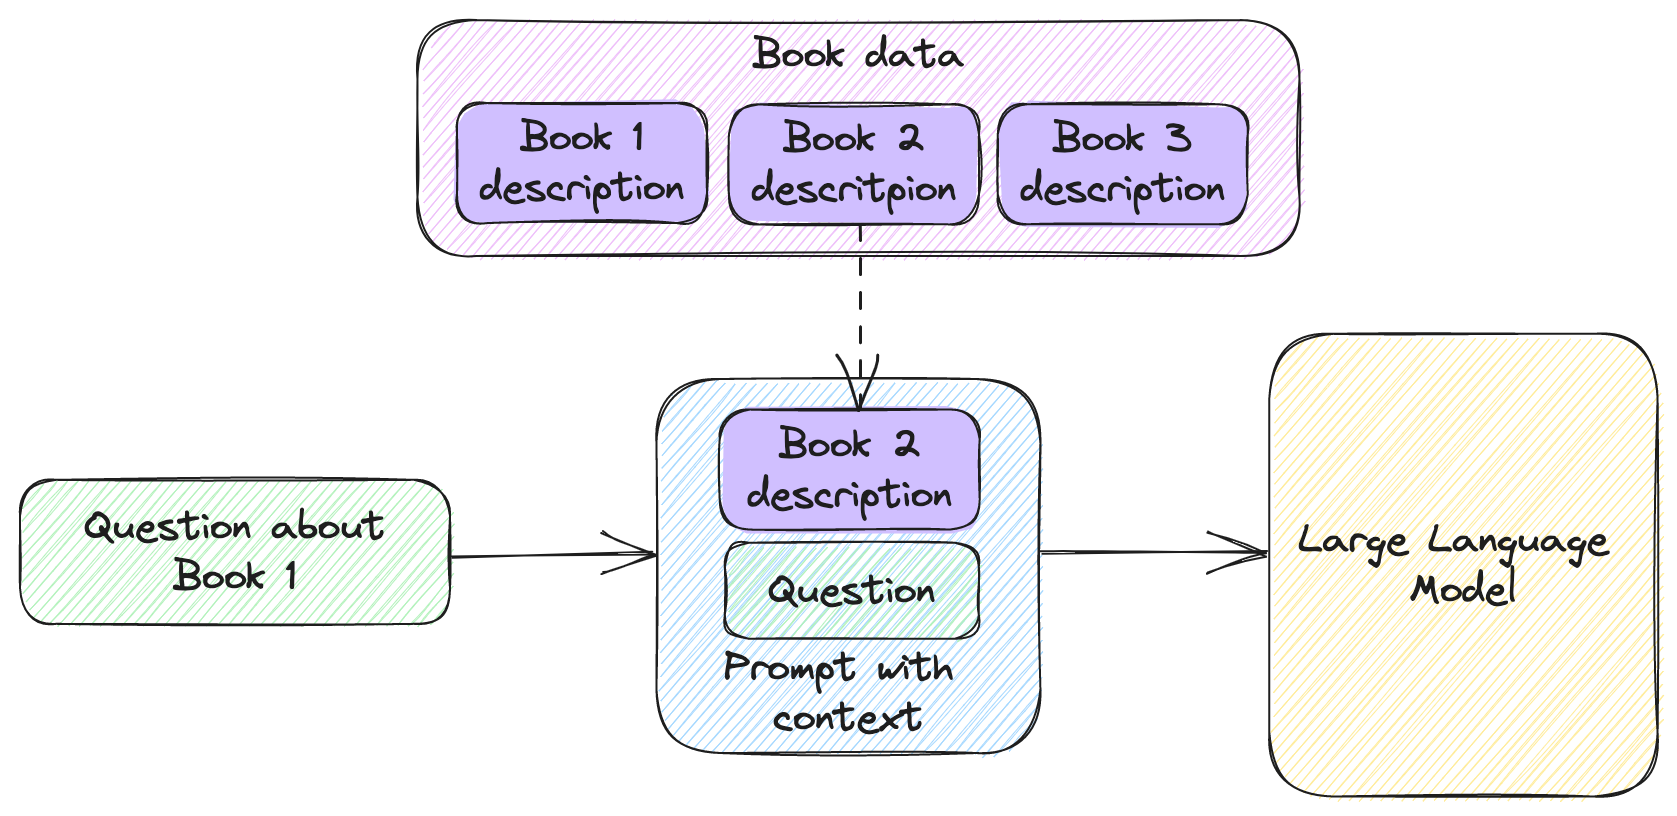 Book data
Book 1
description
Book 2
descritpion
Book 3
description
Question about
Book 1
Book 2
description
Question
Prompt with
context
Large Language
Model